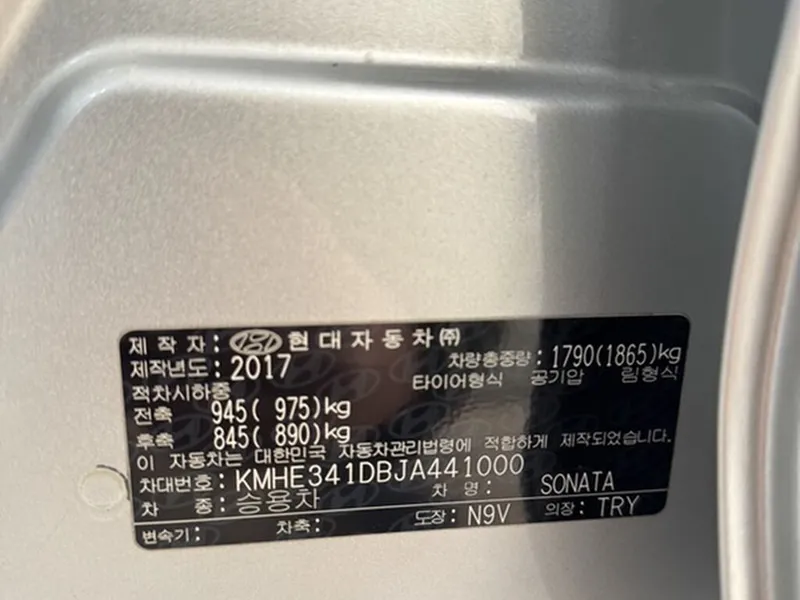 제 작 자 : 현대자동차㈜
제작년도 : 2017 차량총중량 : 1790(1865)kg
적차시하중 타이어형식 공기압 림형식
전축 945( 975)kg
후축 845( 890)kg
이 자동차는 대한민국 자동차관리법령에 적합하게 제작되었습니다.
차대번호 : KMHE341DBJA441000
차 종 : 승용차 차 명 : SONATA
변속기 : 차축 : 도장 : N9V 의장 : TRY